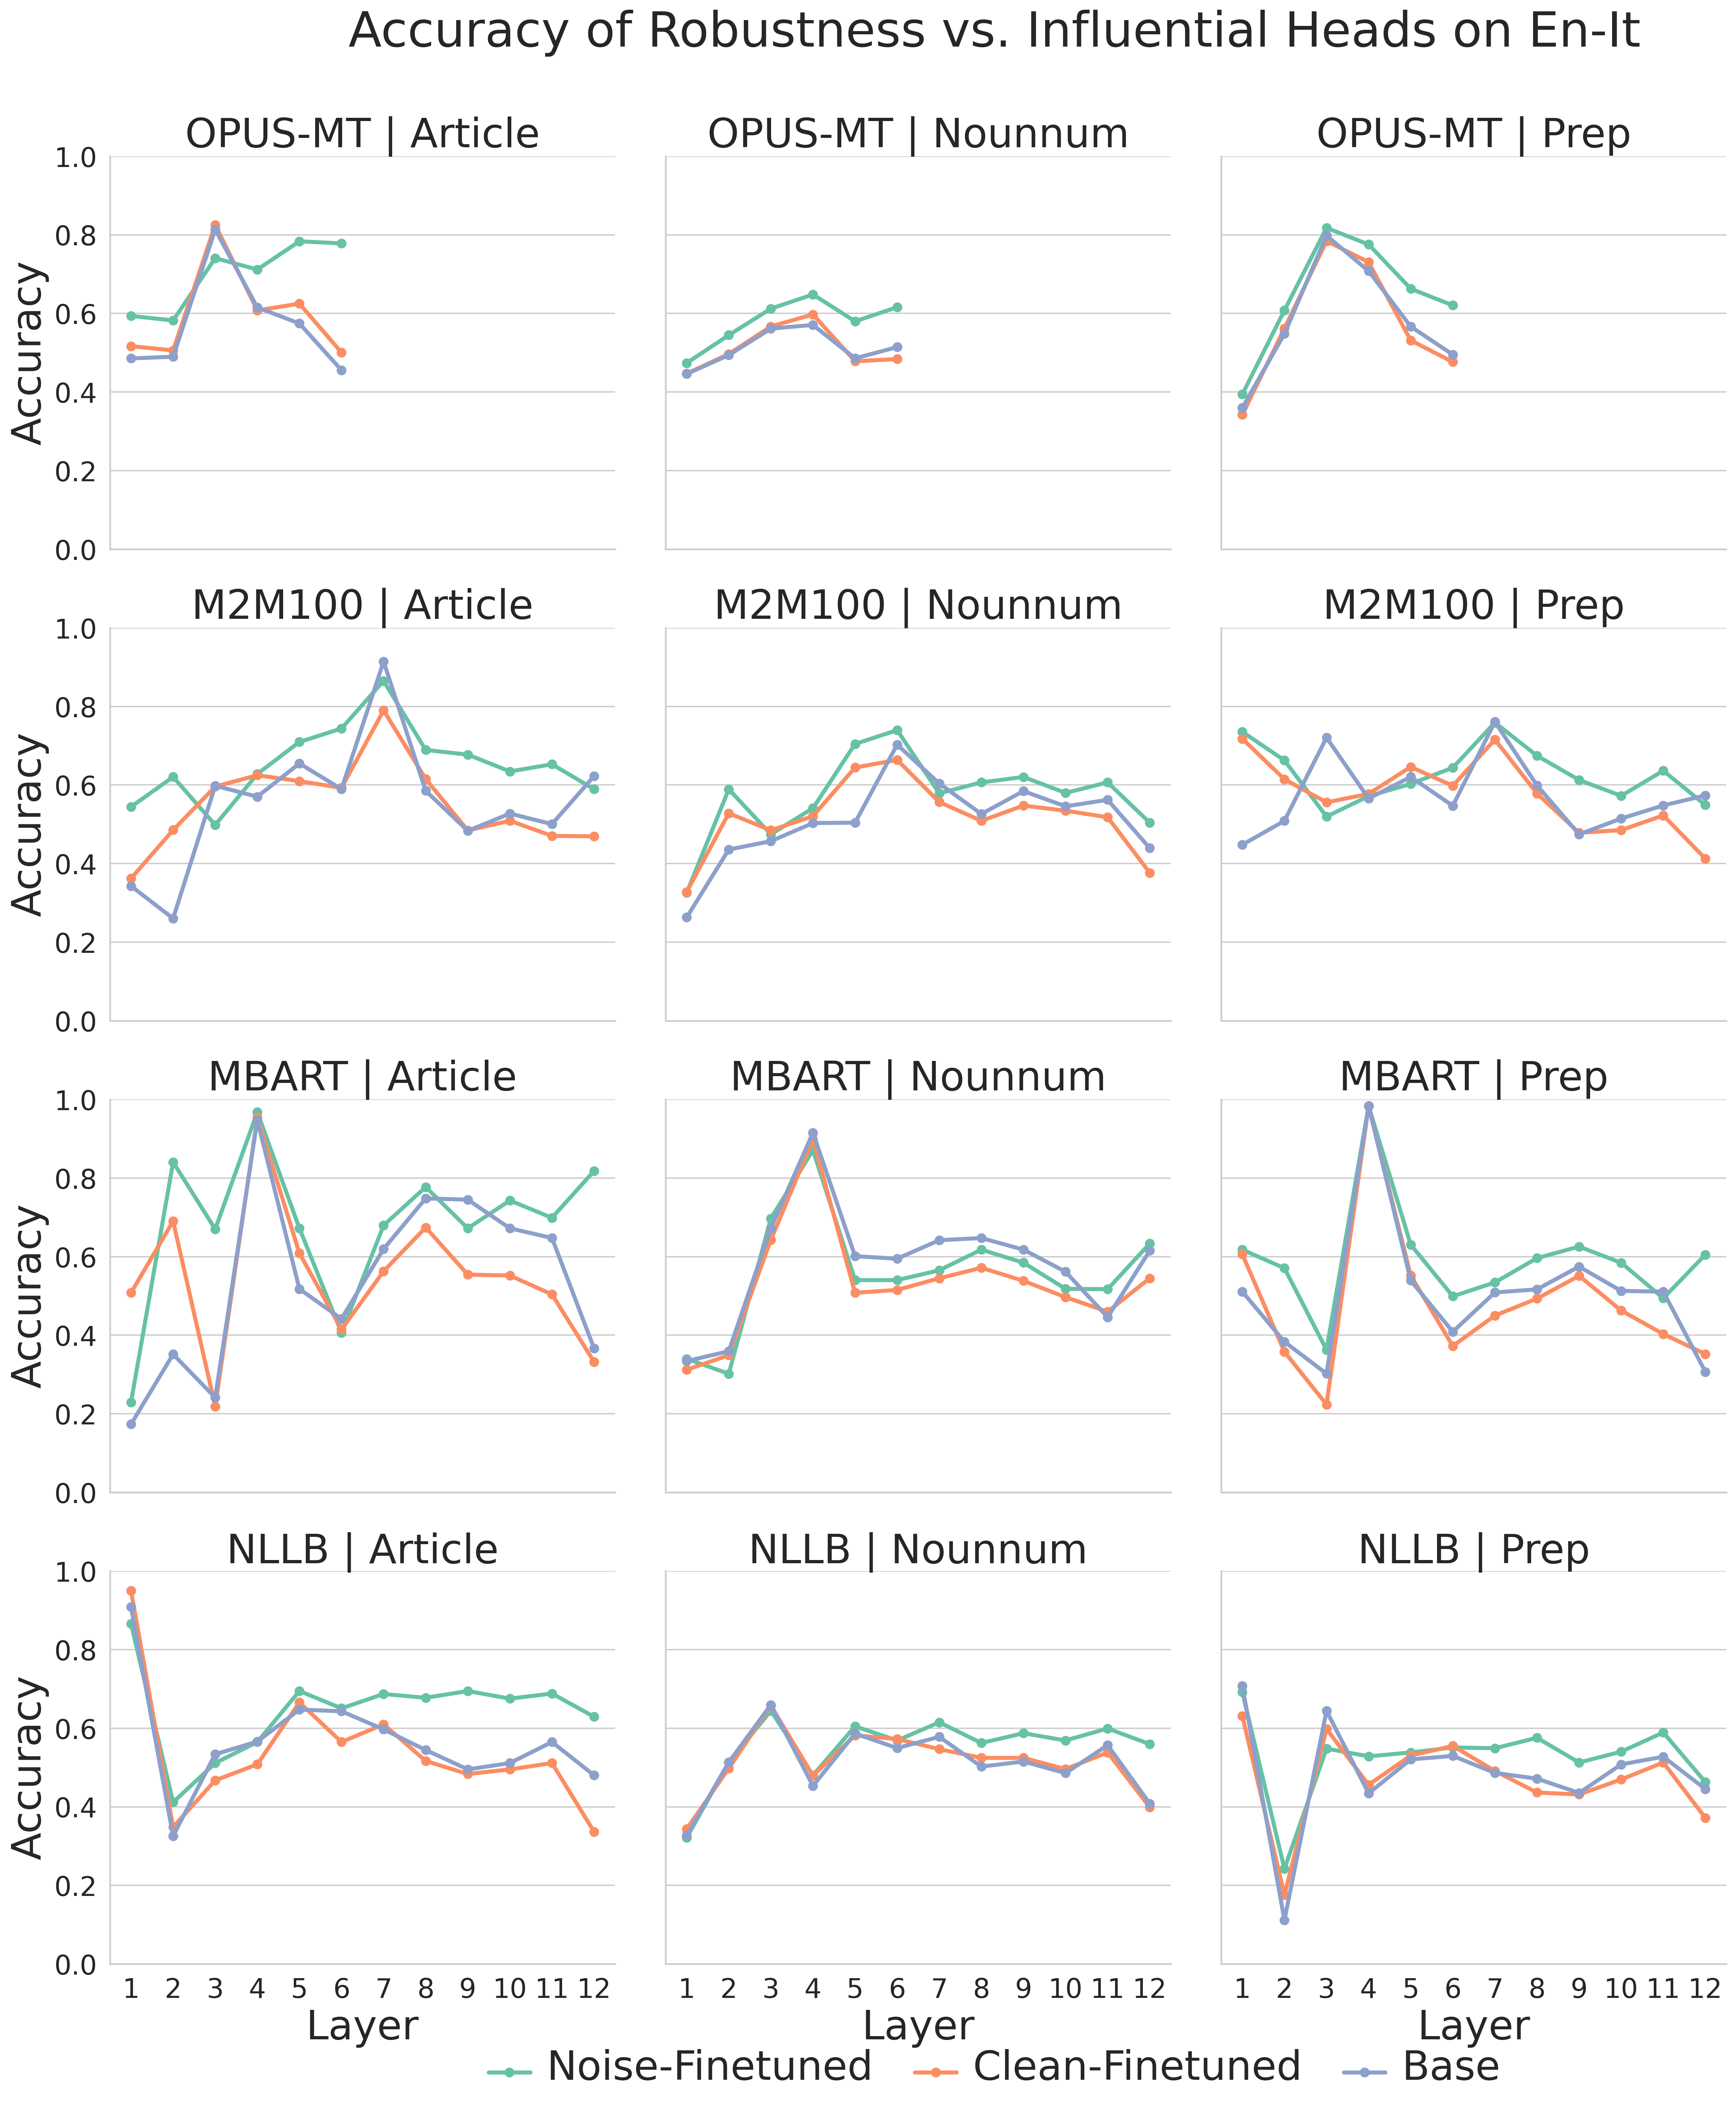 Accuracy of Robustness vs. Influential Heads on En-It
OPUS-MT | Article
OPUS-MT | Nounnum
OPUS-MT | Prep
1.0
0.8
0.6
0.4
0.2
0.0
Accuracy
M2M100 | Article
M2M100 | Nounnum
M2M100 | Prep
1.0
0.8
0.6
0.4
0.2
0.0
Accuracy
MBART | Article
MBART | Nounnum
MBART | Prep
1.0
0.8
0.6
0.4
0.2
0.0
Accuracy
NLLB | Article
NLLB | Nounnum
NLLB | Prep
1.0
0.8
0.6
0.4
0.2
0.0
Accuracy
1 2 3 4 5 6 7 8 9 10 11 12
1 2 3 4 5 6 7 8 9 10 11 12
1 2 3 4 5 6 7 8 9 10 11 12
Layer
Layer
Layer
Noise-Finetuned
Clean-Finetuned
Base